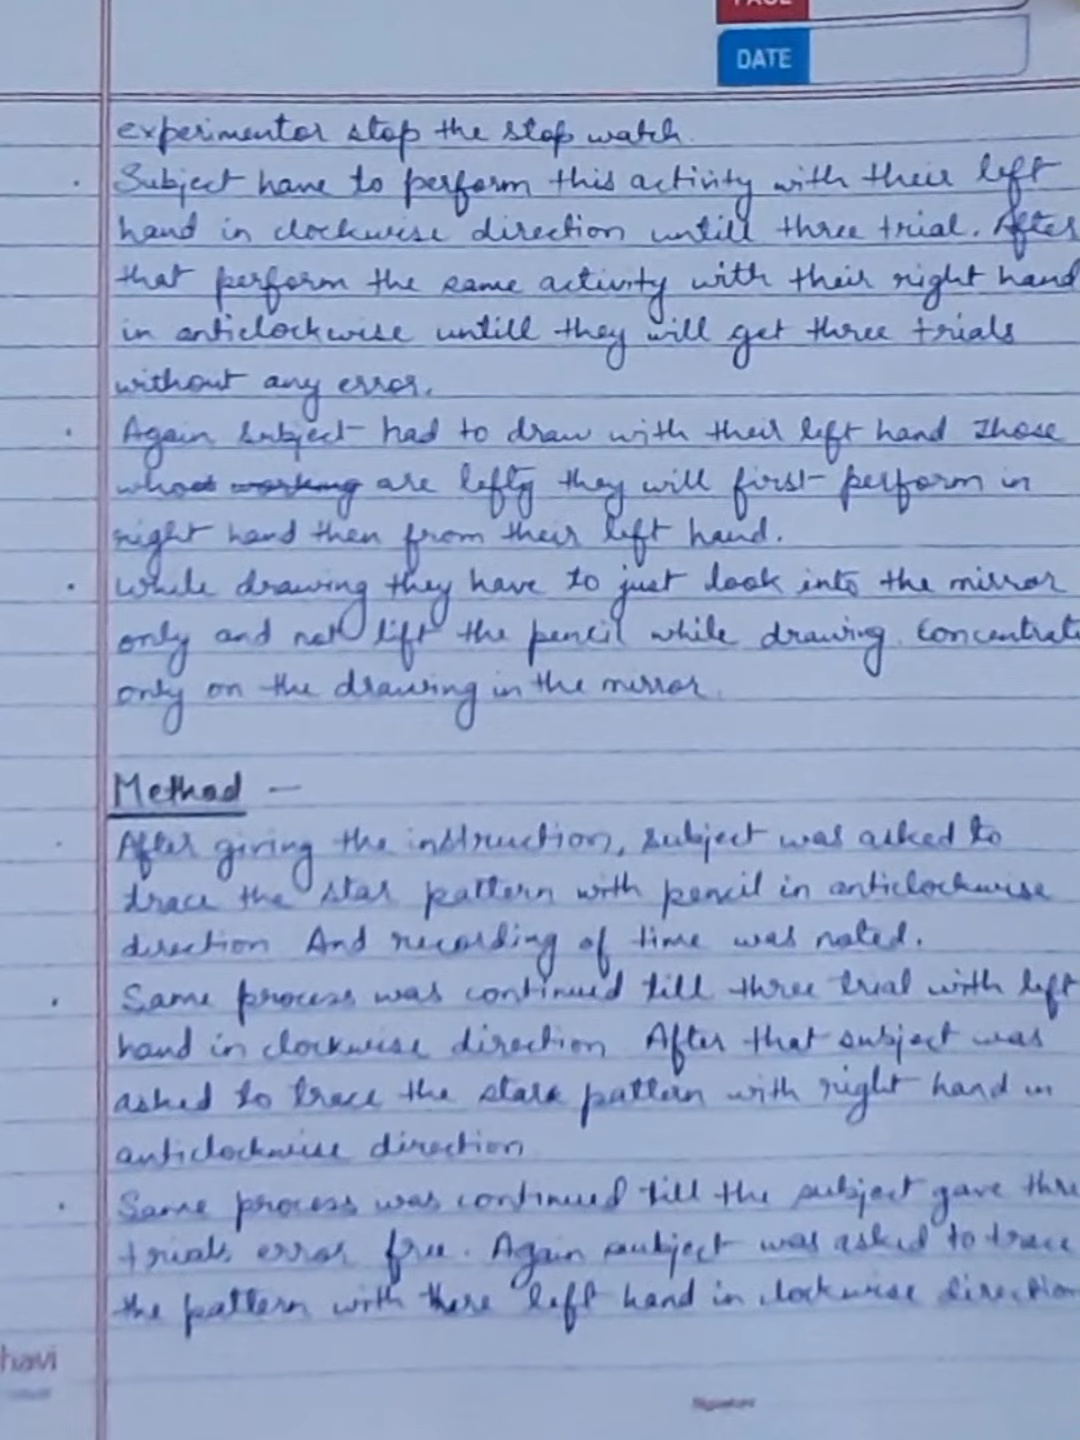 PAGE
DATE
experimentor stop the stop watch.
Subject have to perform this activity with their left
hand in clockwise direction untill three trial. After
that perform the same activity with their right hand
in anticlockwise untill they will get three trials
without any error.
Again subject had to draw with their left hand those
who are lefty they will first perform in
right hand then from their left hand.
While drawing they have to just look into the mirror
only and not lift the pencil while drawing. Concentrate
only on the drawing in the mirror.
Method -
After giving the instruction, subject was asked to
trace the star pattern with pencil in anticlockwise
direction And recording of time was noted.
Same process was continued till three trial with left
hand in clockwise direction After that subject was
asked to trace the star pattern with right hand in
anticlockwise direction
Same process was continued till the subject gave thre
trials error free. Again subject was asked to trace
the pattern with there left hand in clockwise direction
havi
Signature